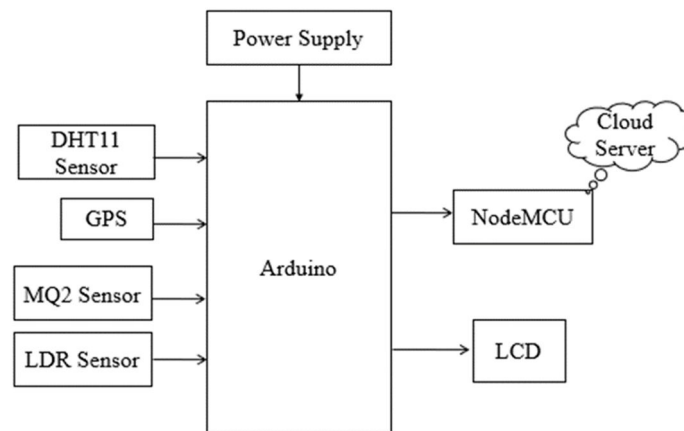 Power Supply
Cloud
Server
DHT11
Sensor
GPS
NodeMCU
Arduino
MQ2 Sensor
LDR Sensor
LCD